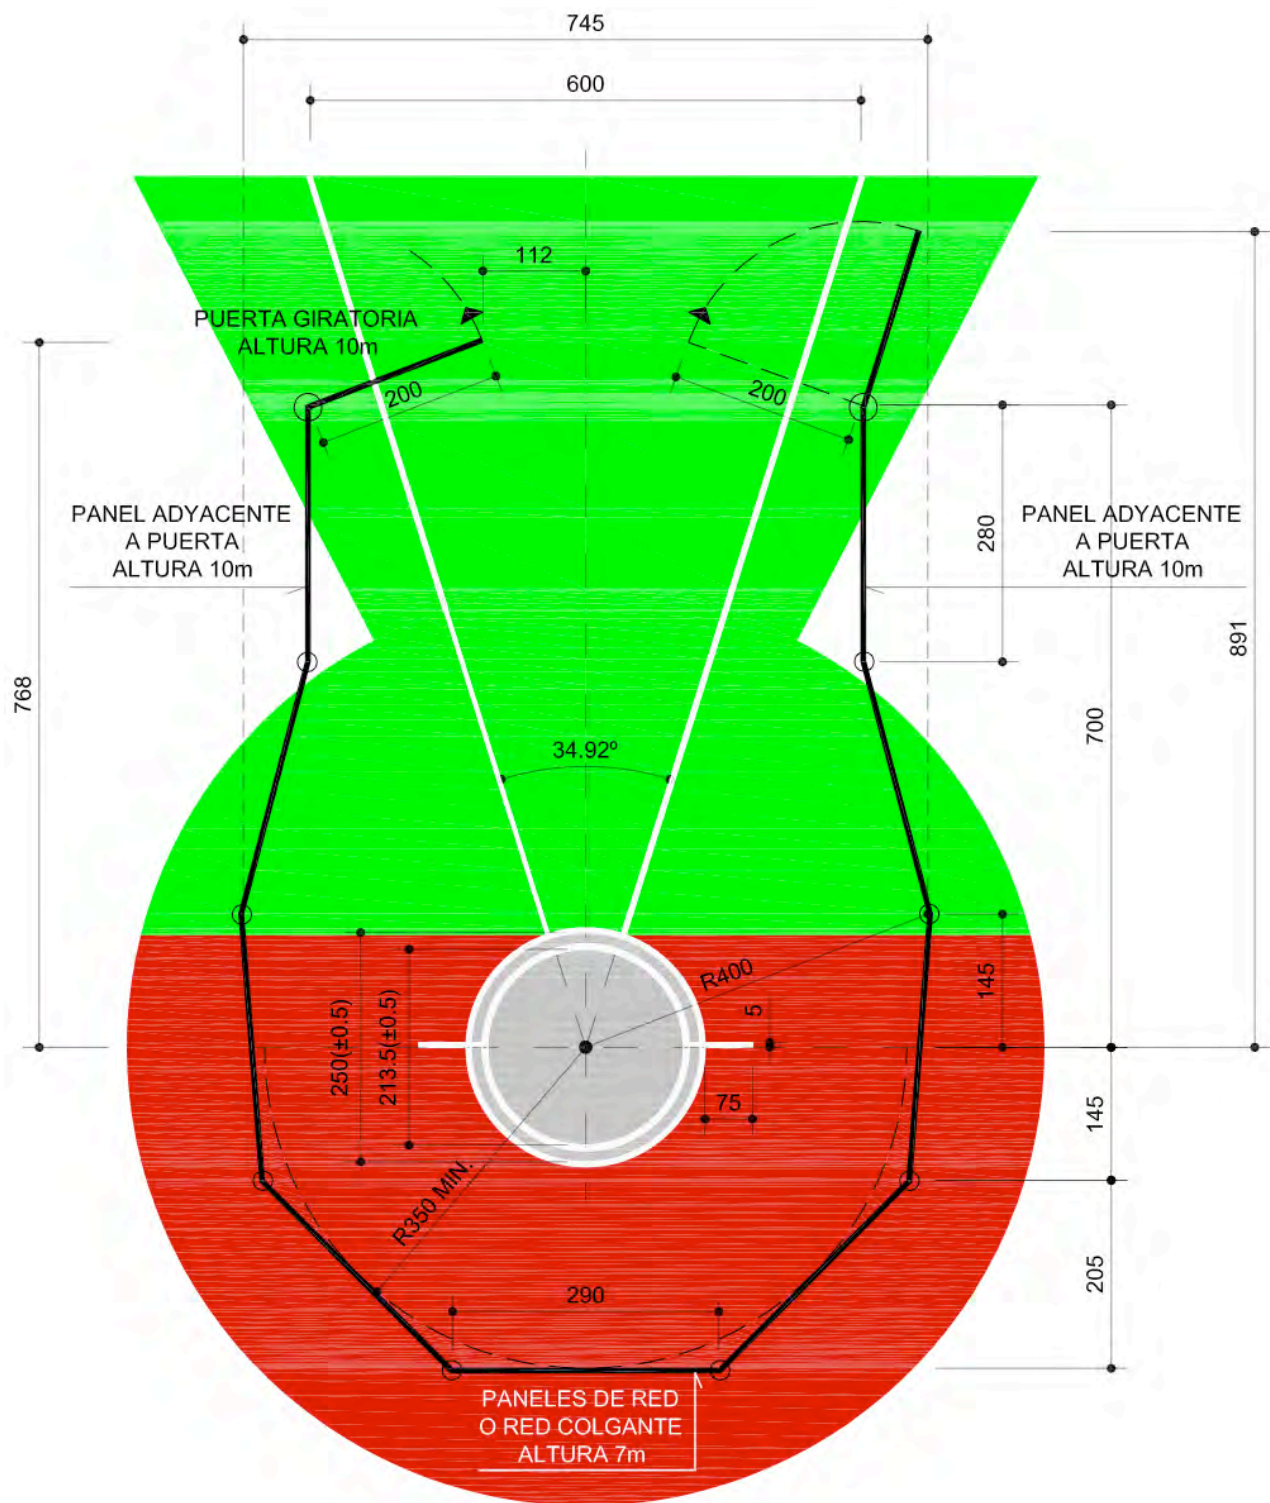 745
600
112
PUERTA GIRATORIA
ALTURA 10m
200
200
PANEL ADYACENTE
A PUERTA
ALTURA 10m
280
PANEL ADYACENTE
A PUERTA
ALTURA 10m
891
768
700
34.92º
R400
145
5
250(±0.5)
213.5(±0.5)
75
145
R350 MIN.
205
290
PANELES DE RED
O RED COLGANTE
ALTURA 7m